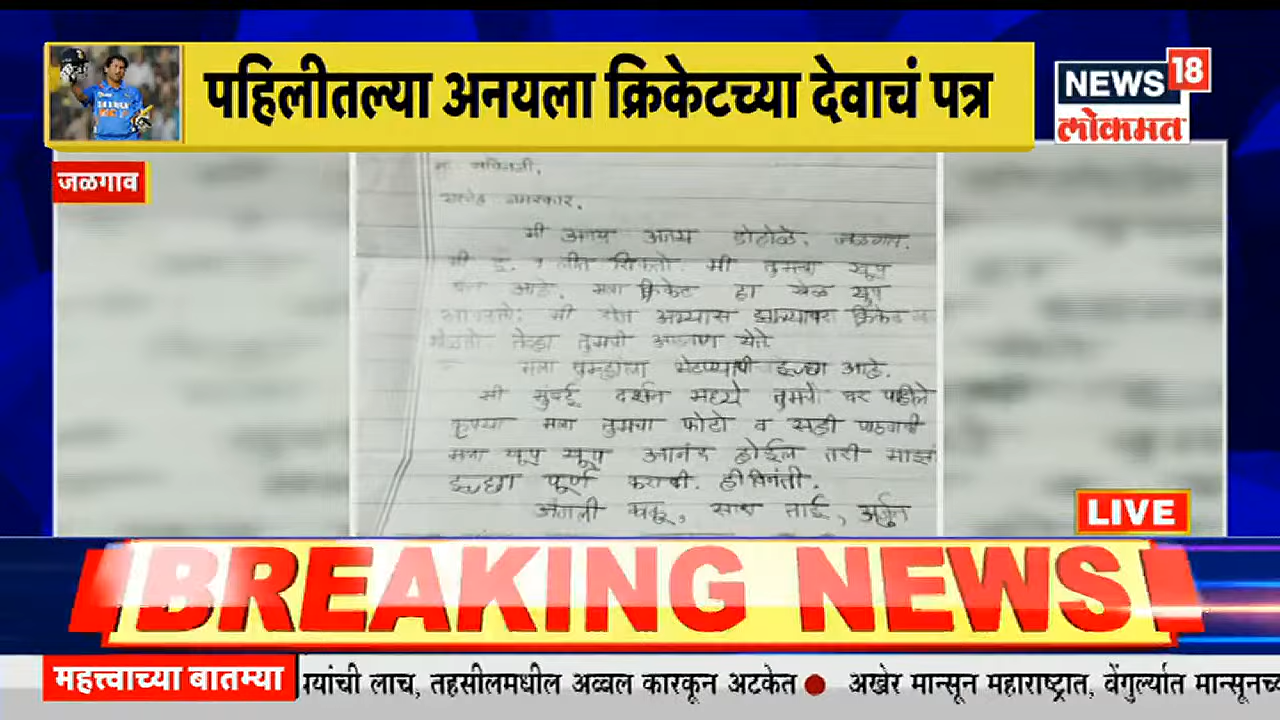 पहिलीतल्या अनयला क्रिकेटच्या देवाचं पत्र
NEWS 18
लोकमत
जळगाव
नमस्कार.
मी अनय अजय डोटोळे, जळगाव.
मी इ. १ लीत शिकतो. मी तुमचा खूप
आहे. मला क्रिकेट हा खेळ खूप
आवडतो. मी रोज अभ्यास झाल्यावर क्रिकेट
खेळतो तेव्हा तुमची आठवण येते
मला तुम्हाला भेटण्याची इच्छा आहे.
मी मुंबई दर्शन मध्ये तुमचे घर पाहीले
कृपया मला तुमचा फोटो व सही पाठवावी
मला खूप खूप आनंद होईल तरी माझी
इच्छा पूर्ण करावी. ही विनंती.
अंजली काकू, सारा ताई, अर्जुन
LIVE
BREAKING NEWS
महत्त्वाच्या बातम्या
यांची लाच, तहसीलमधील अव्वल कारकून अटकेत ● अखेर मान्सून महाराष्ट्रात, वेंगुर्ल्यात मान्सूनच्य